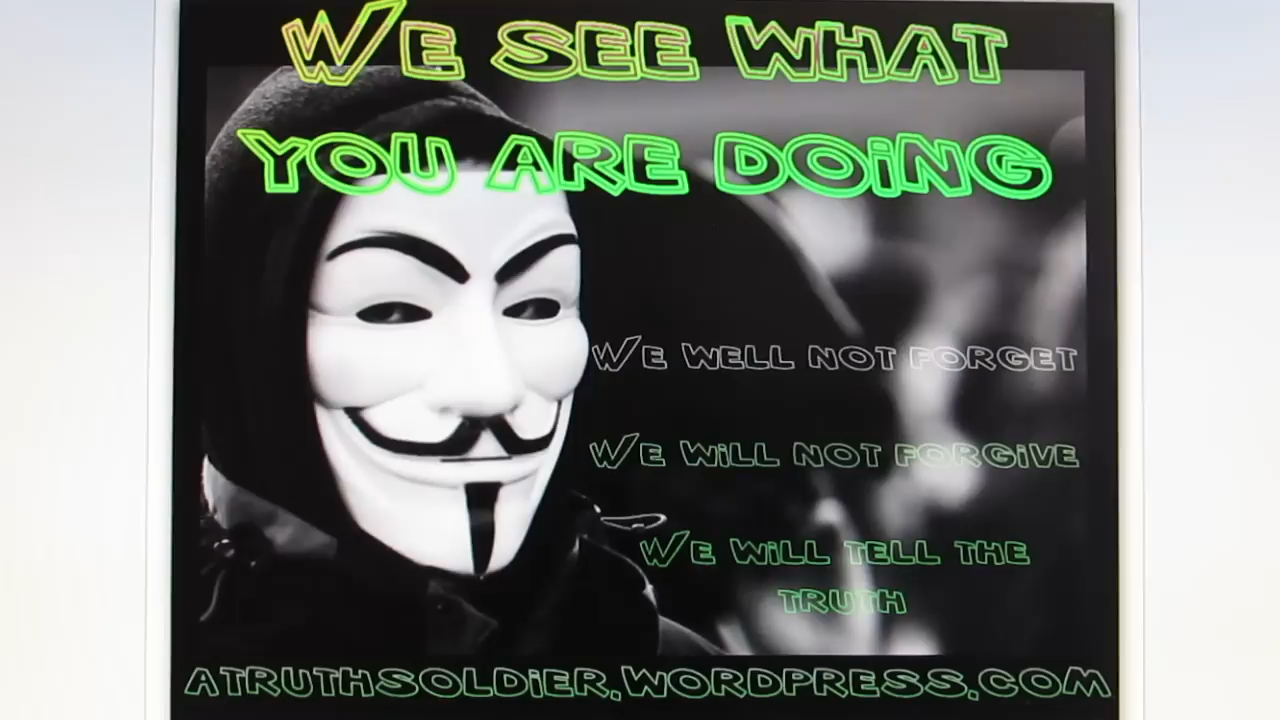 WE SEE WHAT
YOU ARE DOiNG
WE WELL NOT FORGET
WE WiLL NOT FORGiVE
WE WiLL TELL THE
TRUTH
ATRUTHSOLDiER.WORDPRESS.COM